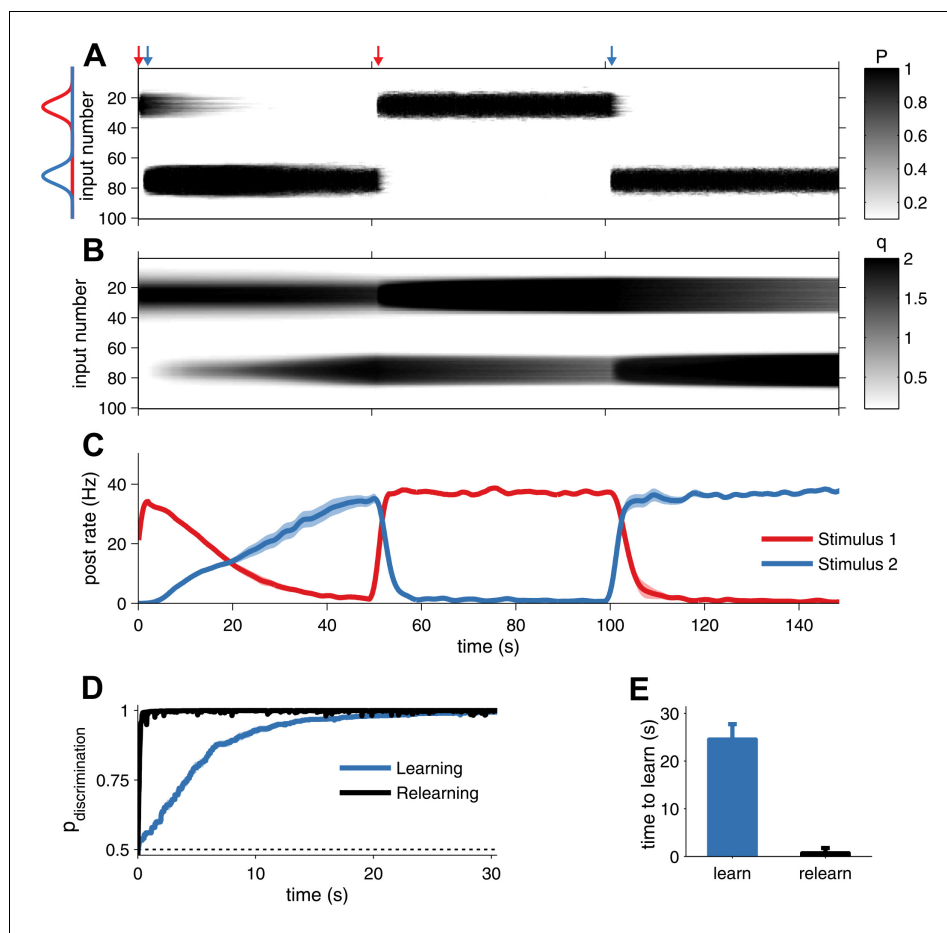 A
P
input number
20
40
60
80
100
1
0.8
0.6
0.4
0.2
B
q
input number
20
40
60
80
100
2
1.5
1
0.5
C
post rate (Hz)
40
20
0
Stimulus 1
Stimulus 2
0 20 40 60 80 100 120 140
time (s)
D
p discrimination
1
0.75
0.5
Learning
Relearning
0 10 20 30
time (s)
E
time to learn (s)
30
20
10
0
learn relearn